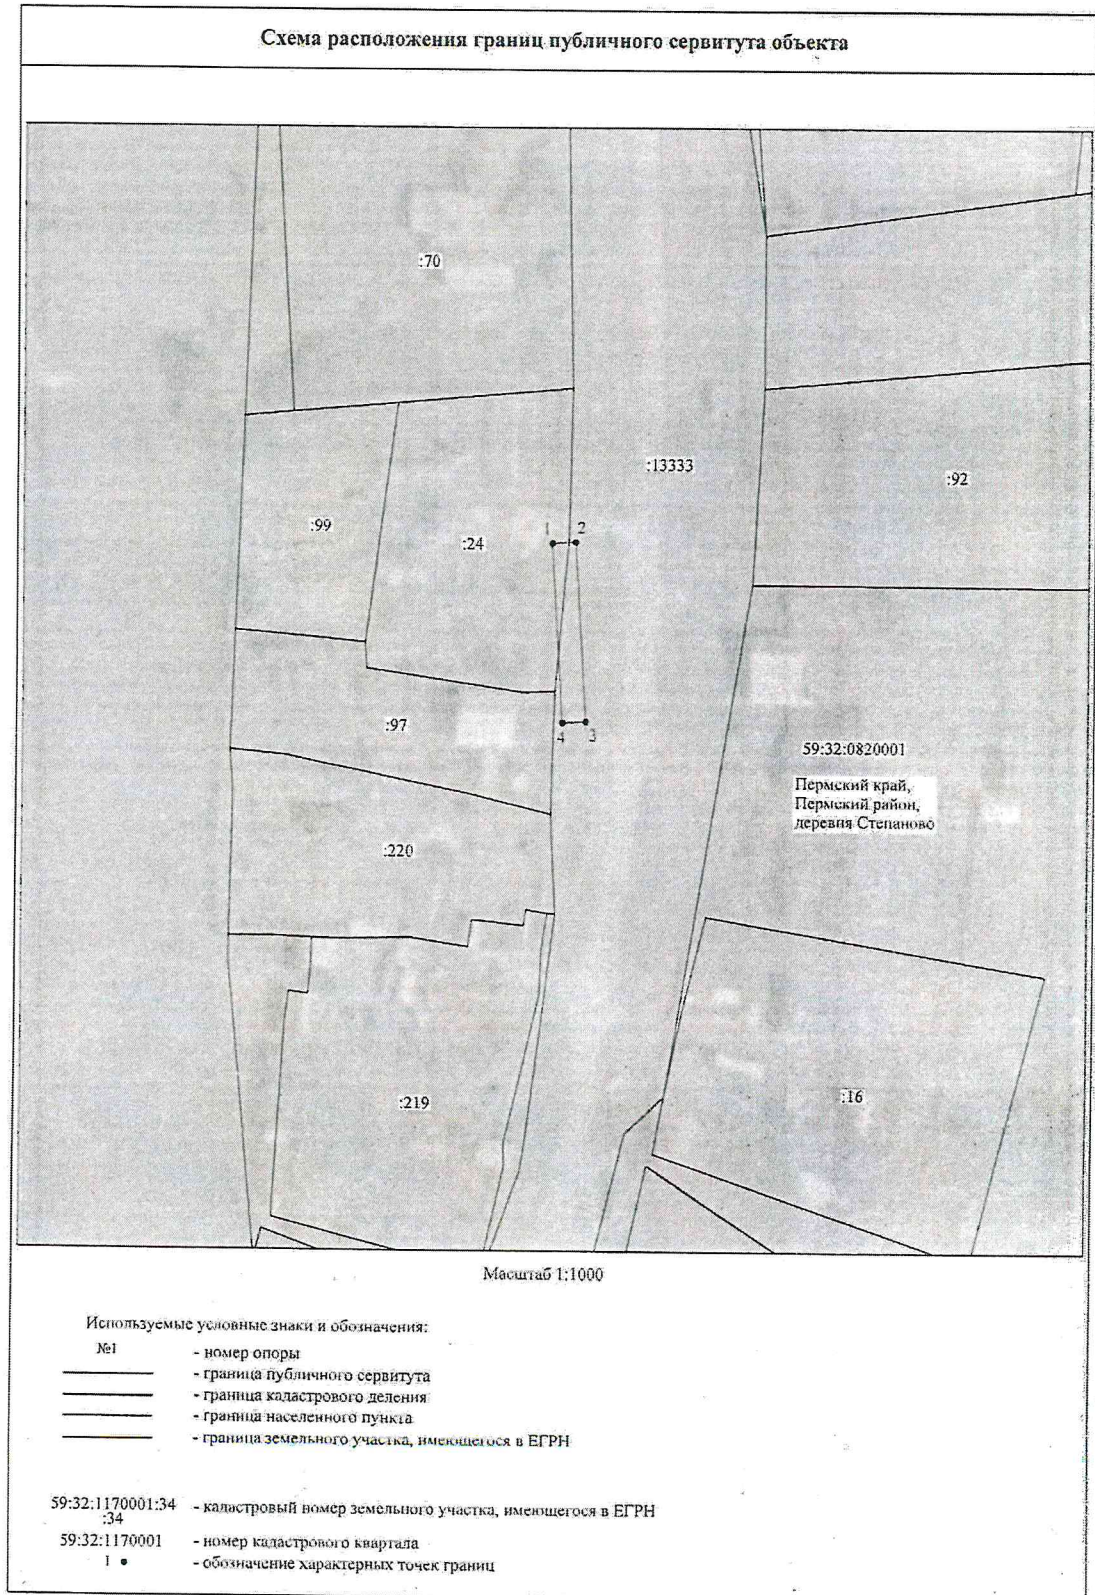 Схема расположения границ публичного сервитута объекта
:70
:13333
:92
:99
:24
1
2
:97
4
3
59:32:0820001
Пермский край,
Пермский район,
деревня Степаново
:220
:219
:16
Масштаб 1:1000
Используемые условные знаки и обозначения:
№1 - номер опоры
- граница публичного сервитута
- граница кадастрового деления
- граница населенного пункта
- граница земельного участка, имеющегося в ЕГРН
59:32:1170001:34 - кадастровый номер земельного участка, имеющегося в ЕГРН
:34
59:32:1170001 - номер кадастрового квартала
1 - обозначение характерных точек границ